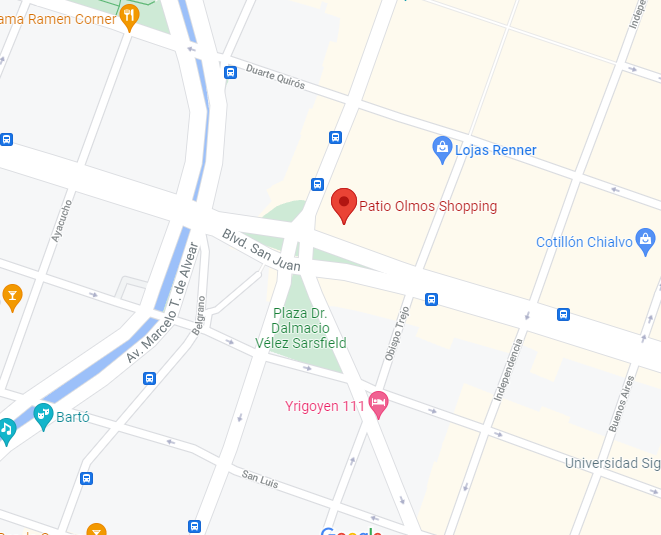 ama Ramen Corner
Indepen
Duarte Quirós
Lojas Renner
Patio Olmos Shopping
Ayacucho
Blvd. San Juan
Cotillón Chialvo
Av. Marcelo T. de Alvear
Belgrano
Plaza Dr.
Dalmacio
Vélez Sarsfield
Obispo Trejo
Independencia
Buenos Aires
Yrigoyen 111
Bartó
Universidad Sig
San Luis
Google